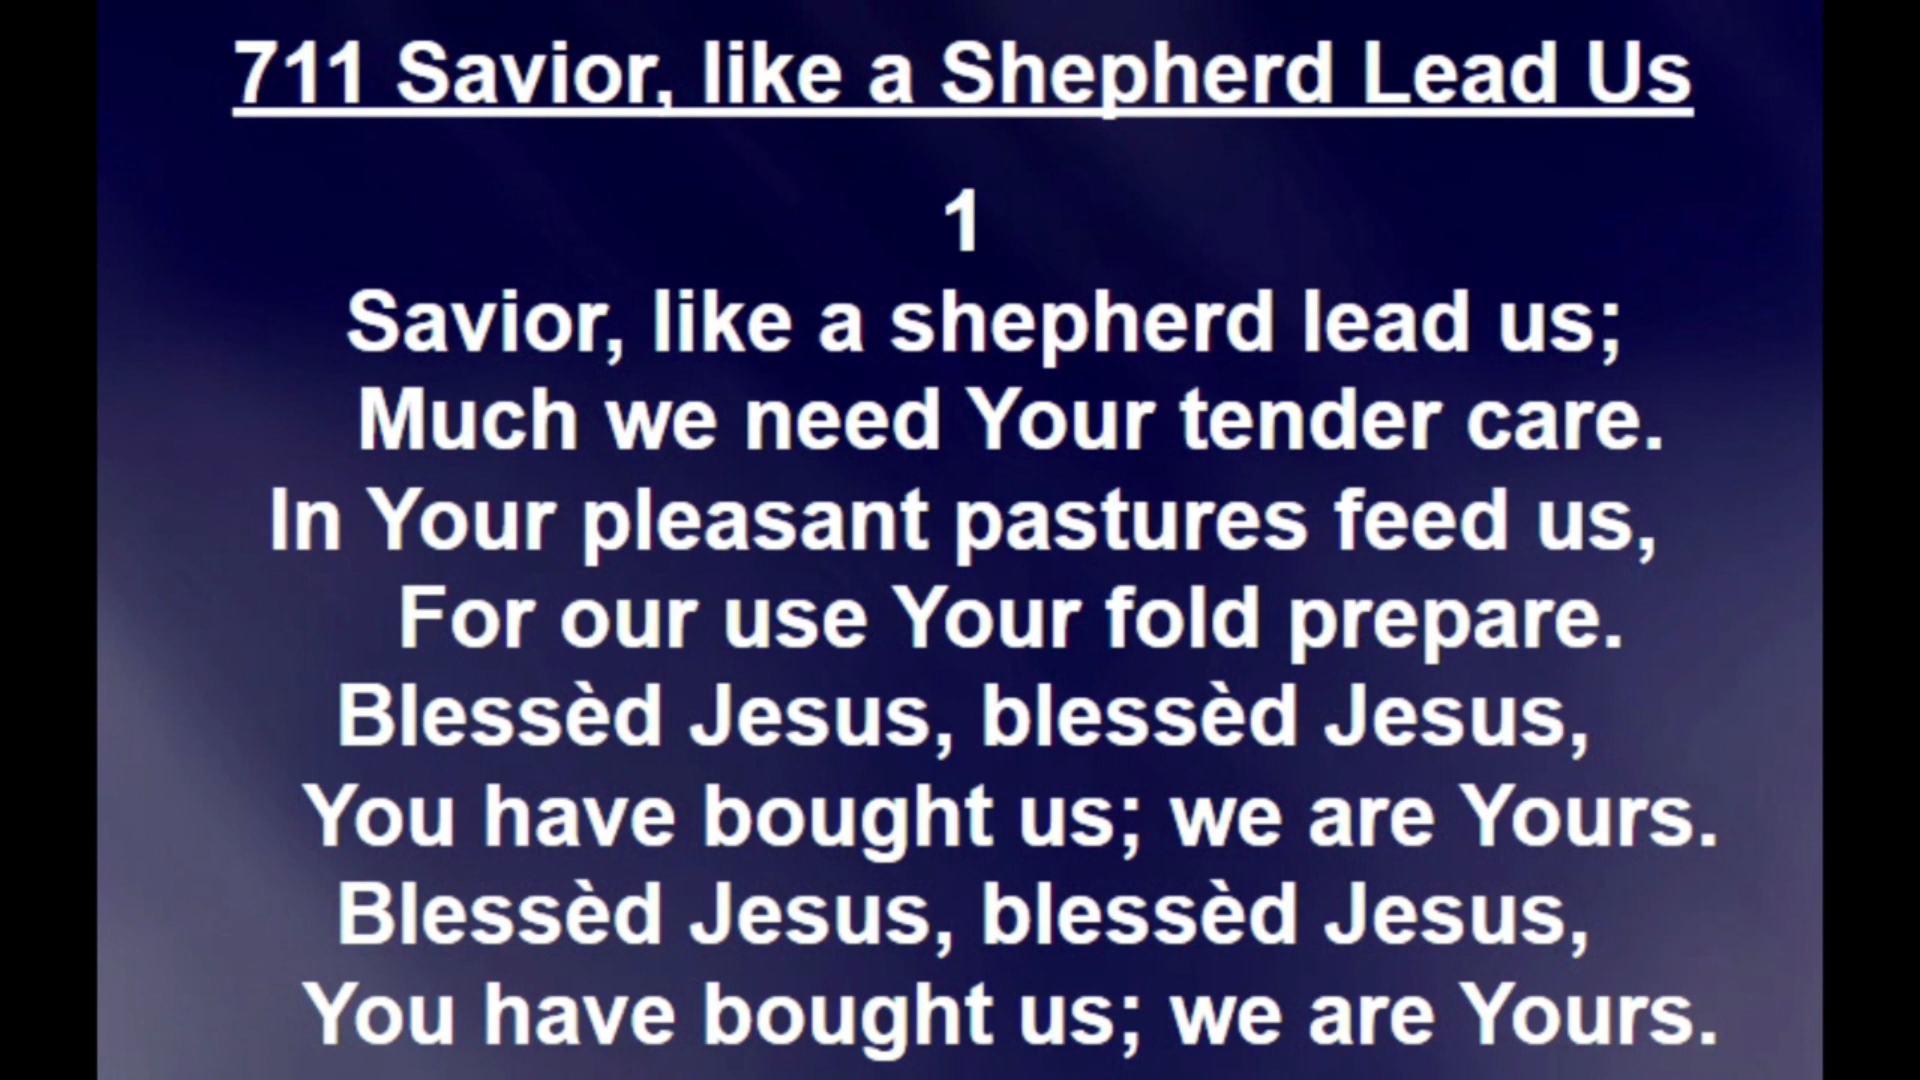 711 Savior, like a Shepherd Lead Us
1
Savior, like a shepherd lead us;
Much we need Your tender care.
In Your pleasant pastures feed us,
For our use Your fold prepare.
Blessèd Jesus, blessèd Jesus,
You have bought us; we are Yours.
Blessèd Jesus, blessèd Jesus,
You have bought us; we are Yours.